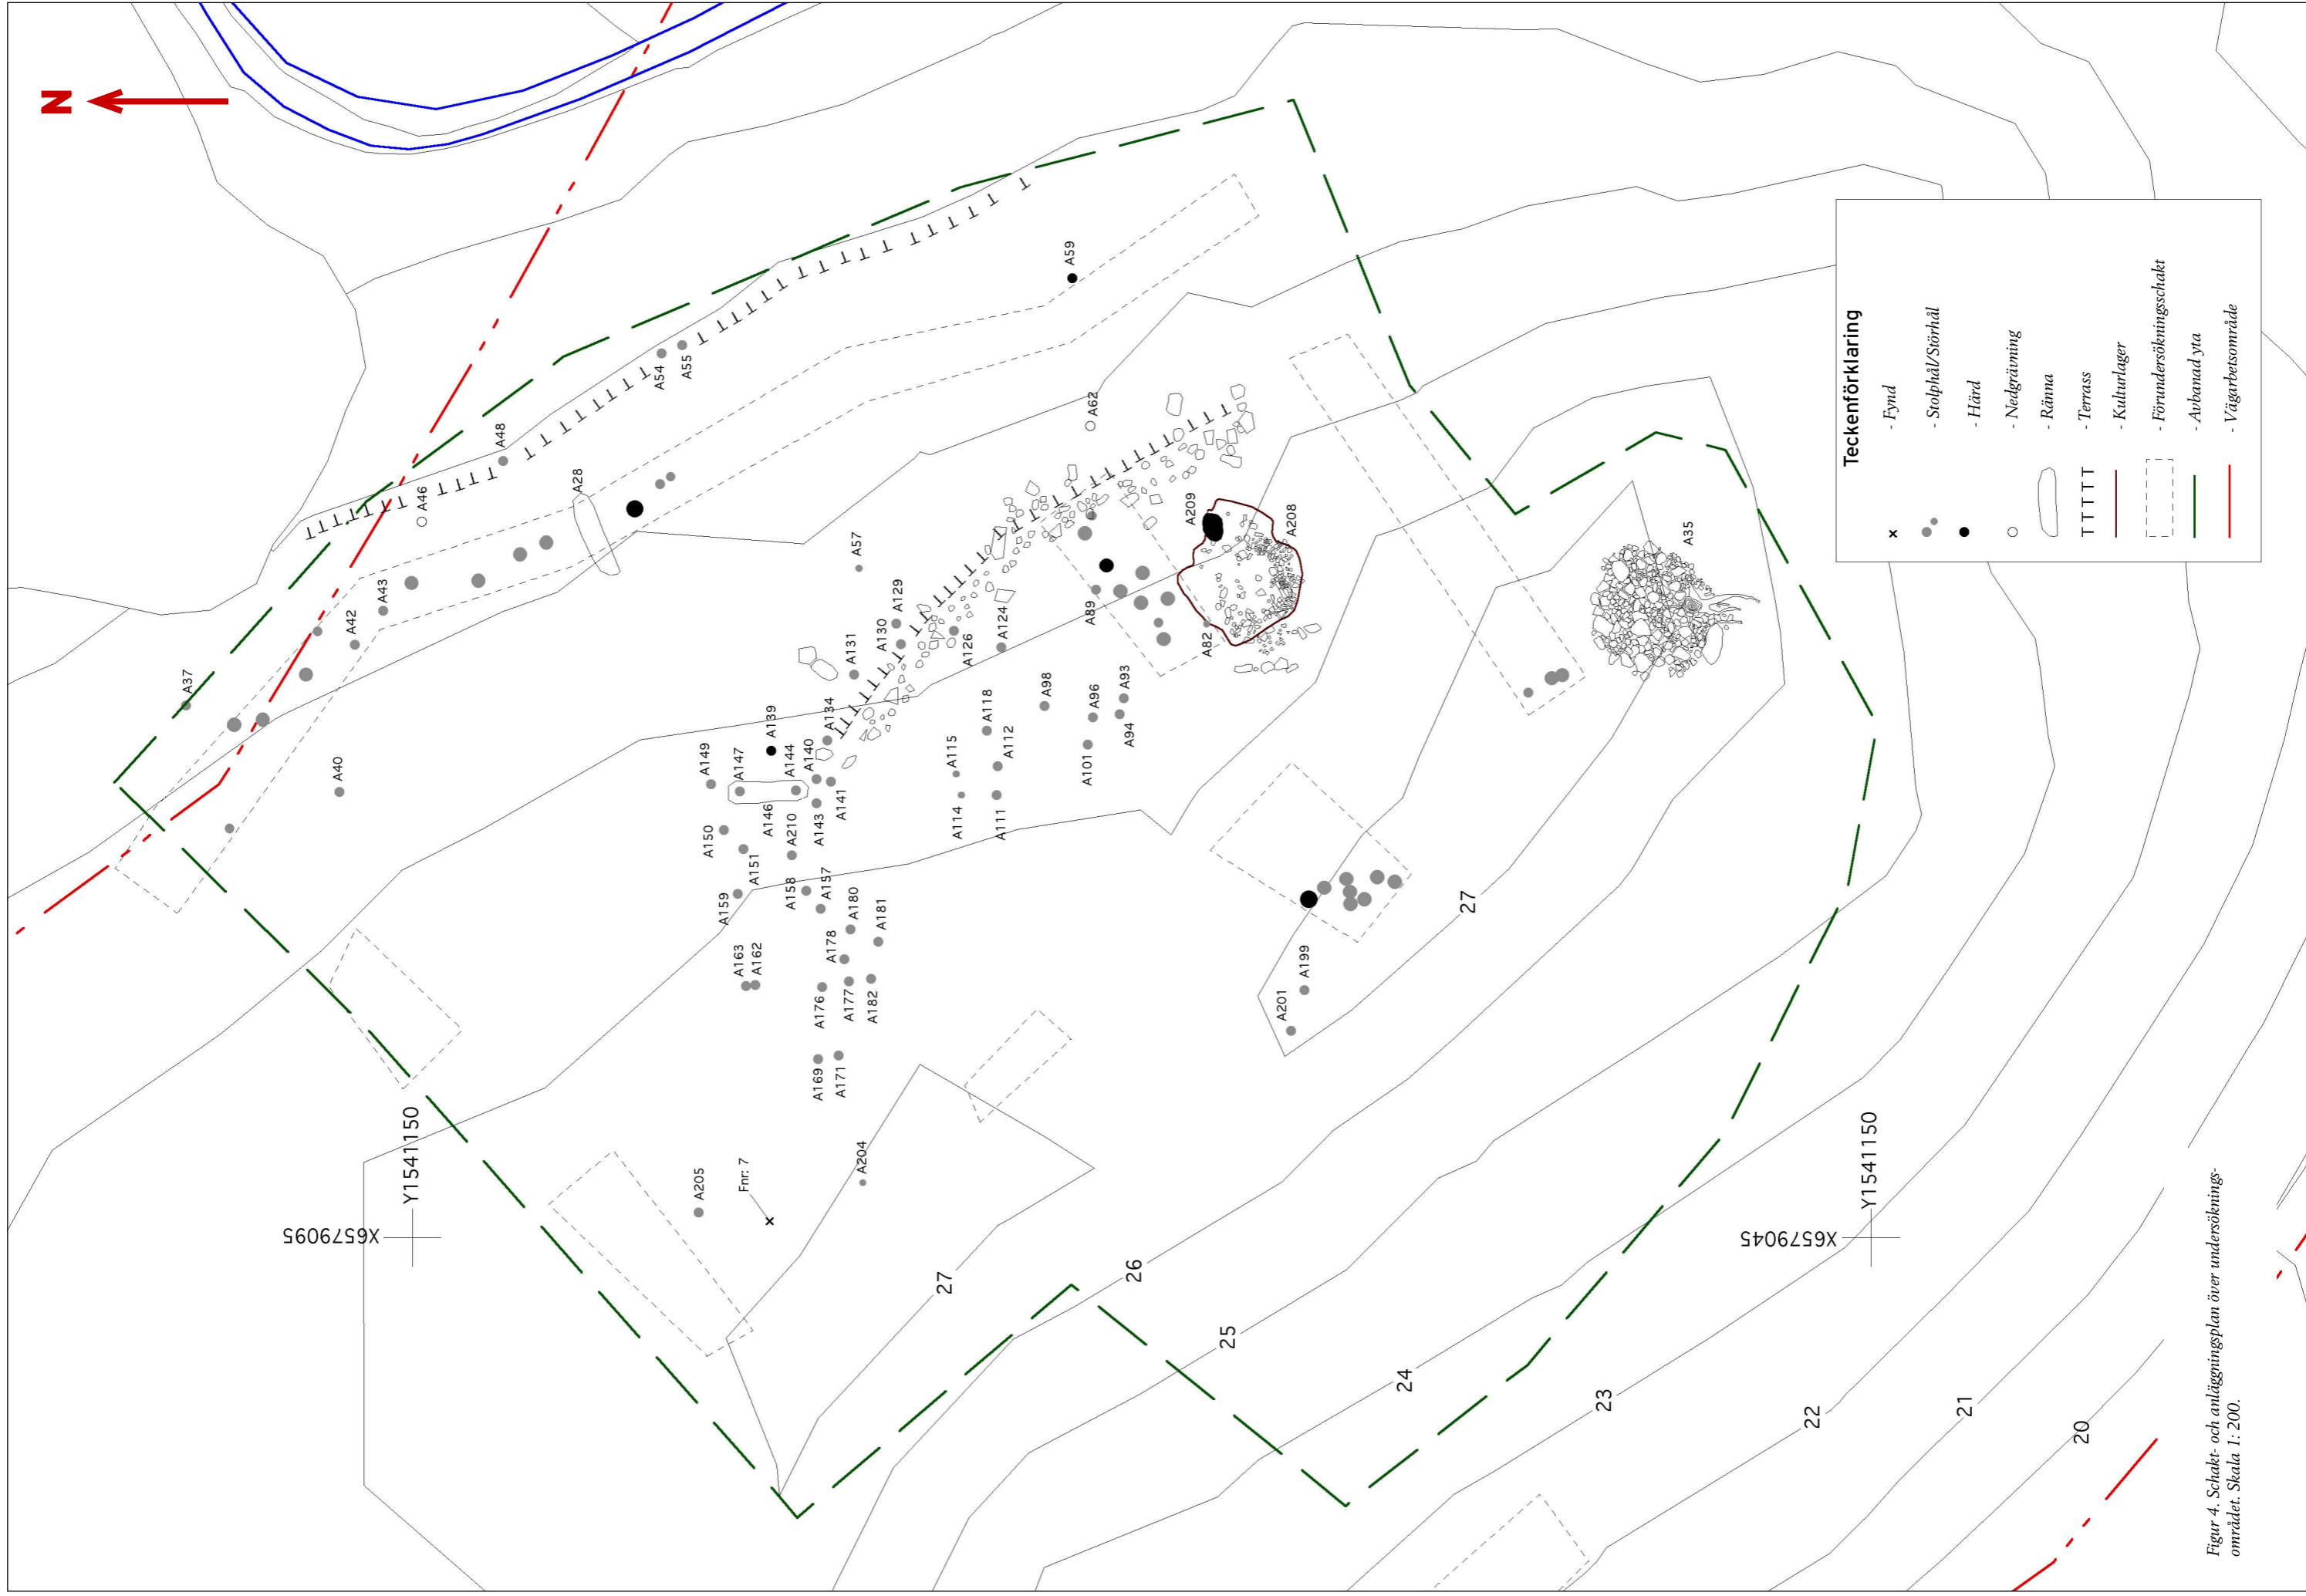 N
A37
A40
A42
A43
A46
A48
A28
A54
A55
A59
A62
A57
A129
A130
A131
A126
A124
A89
A209
A208
A82
A35
A134
A139
A149
A147
A144
A140
A141
A146
A210
A143
A150
A151
A159
A158
A157
A163
A162
A180
A178
A181
A176
A177
A182
A169
A171
A118
A115
A112
A114
A111
A98
A96
A93
A94
A101
A199
A201
A204
A205
Fnr: 7
X6579095
Y1541150
X6579045
Y1541150
27
27
26
25
24
23
22
21
20
Teckenförklaring
- Fynd
- Stolphål/Störhål
- Härd
- Nedgrävning
- Ränna
- Terrass
- Kulturlager
- Förundersökningsschakt
- Avbanad yta
- Vägarbetsområde
Figur 4. Schakt- och anläggningsplan över undersöknings-
området. Skala 1: 200.